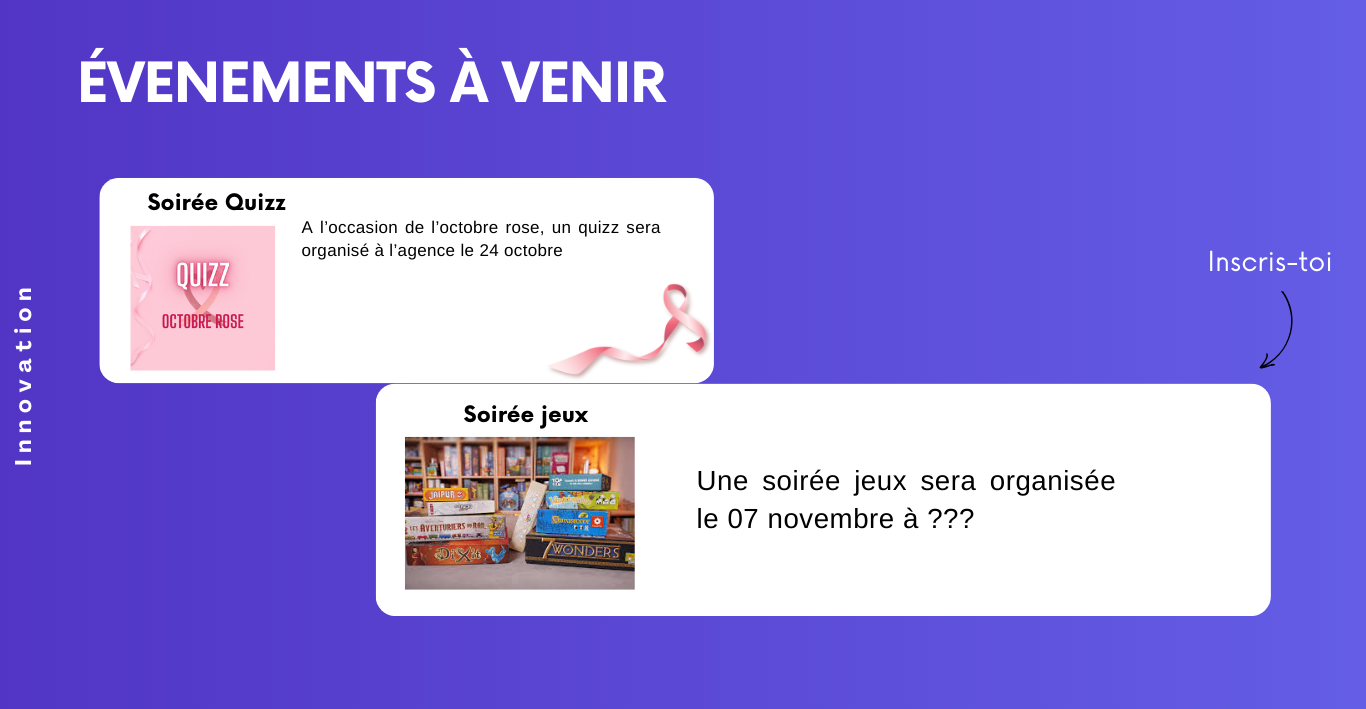 ÉVENEMENTS À VENIR
Soirée Quizz
A l’occasion de l’octobre rose, un quizz sera
organisé à l’agence le 24 octobre
QUIZZ
OCTOBRE ROSE
Inscris-toi
Innovation
Soirée jeux
JAIPUR
LES AVENTURIERS DU RAIL
DiXit
7 WONDERS
Une soirée jeux sera organisée
le 07 novembre à ???